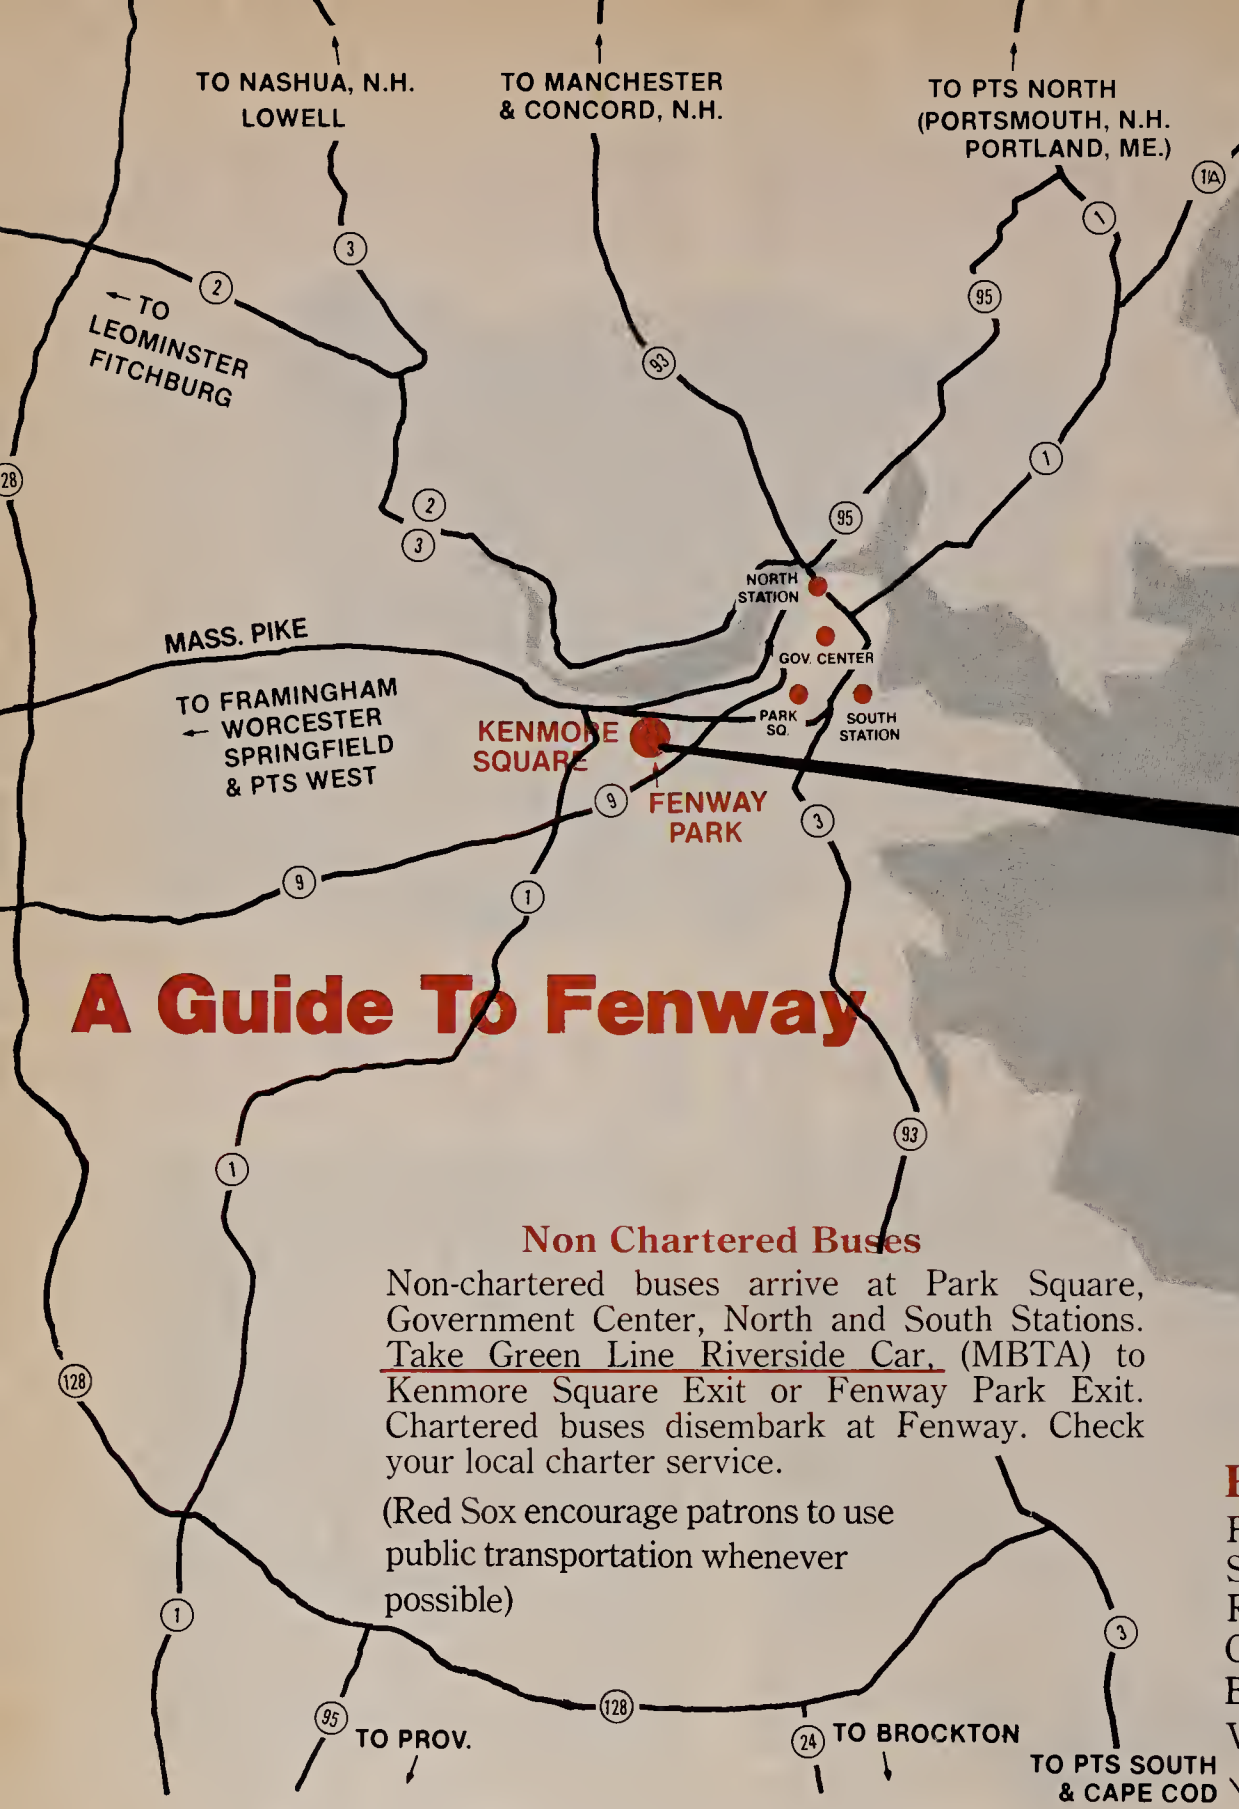 TO NASHUA, N.H.
LOWELL
TO MANCHESTER
& CONCORD, N.H.
TO PTS NORTH
(PORTSMOUTH, N.H.
PORTLAND, ME.)
1A
1
3
2
95
← TO
LEOMINSTER
FITCHBURG
93
1
28
2
3
95
NORTH
STATION
MASS. PIKE
GOV. CENTER
TO FRAMINGHAM
← WORCESTER
SPRINGFIELD
& PTS WEST
PARK
SQ.
SOUTH
STATION
KENMORE
SQUARE
9
FENWAY
PARK
3
9
1
A Guide To Fenway
93
1
Non Chartered Buses
Non-chartered buses arrive at Park Square,
Government Center, North and South Stations.
Take Green Line Riverside Car, (MBTA) to
Kenmore Square Exit or Fenway Park Exit.
Chartered buses disembark at Fenway. Check
your local charter service.
(Red Sox encourage patrons to use
public transportation whenever
possible)
128
1
3
128
95
TO PROV.
24
TO BROCKTON
TO PTS SOUTH
& CAPE COD